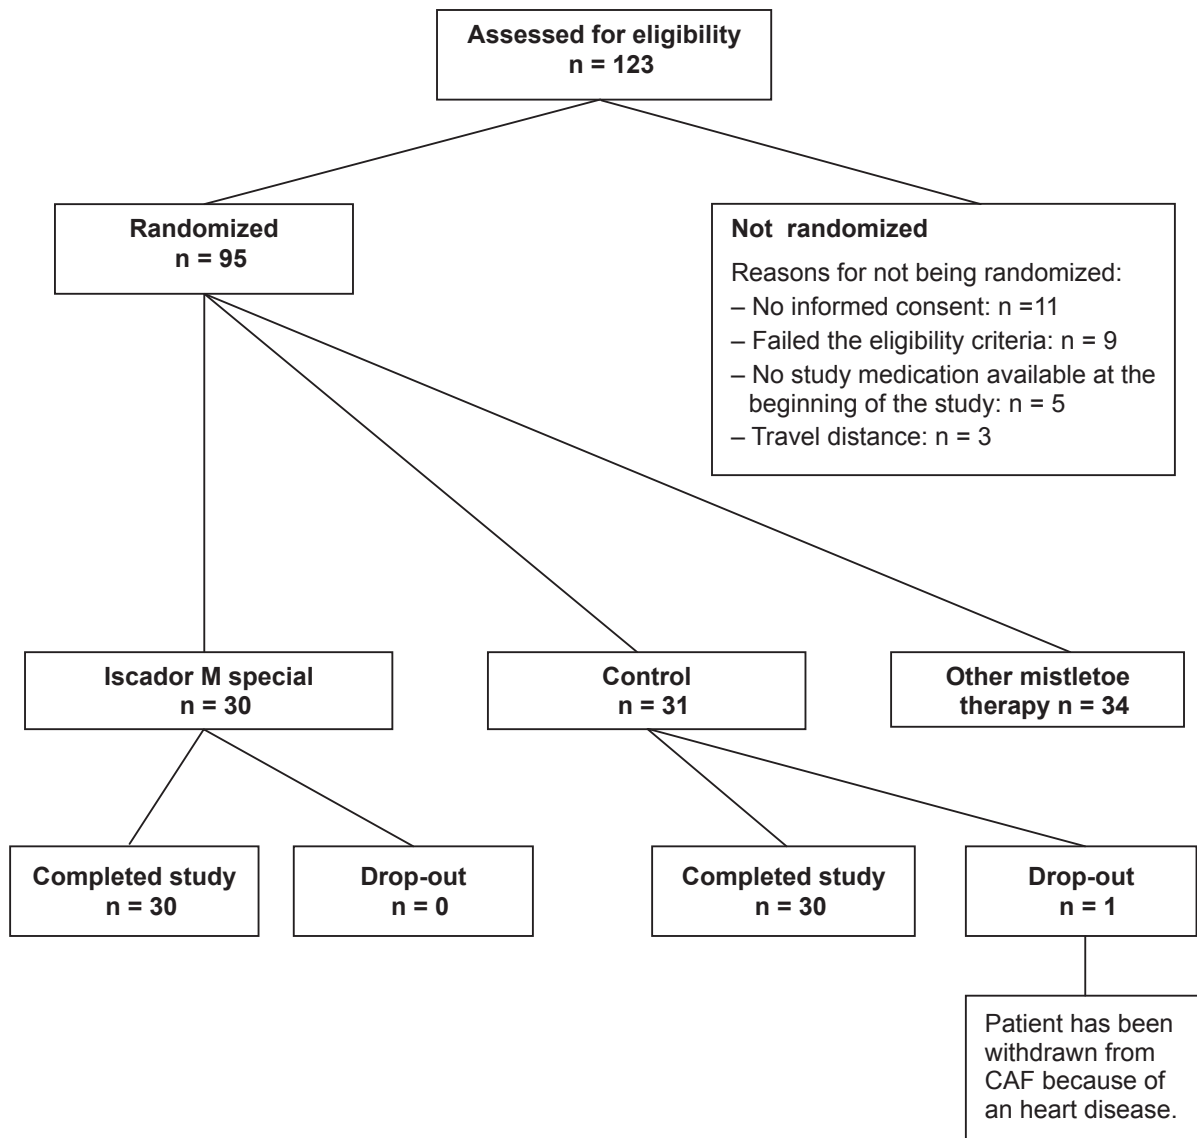 Assessed for eligibility
n = 123
Randomized
n = 95
Not randomized
Reasons for not being randomized:
– No informed consent: n =11
– Failed the eligibility criteria: n = 9
– No study medication available at the
beginning of the study: n = 5
– Travel distance: n = 3
Iscador M special
n = 30
Control
n = 31
Other mistletoe
therapy n = 34
Completed study
n = 30
Drop-out
n = 0
Completed study
n = 30
Drop-out
n = 1
Patient has been
withdrawn from
CAF because of
an heart disease.